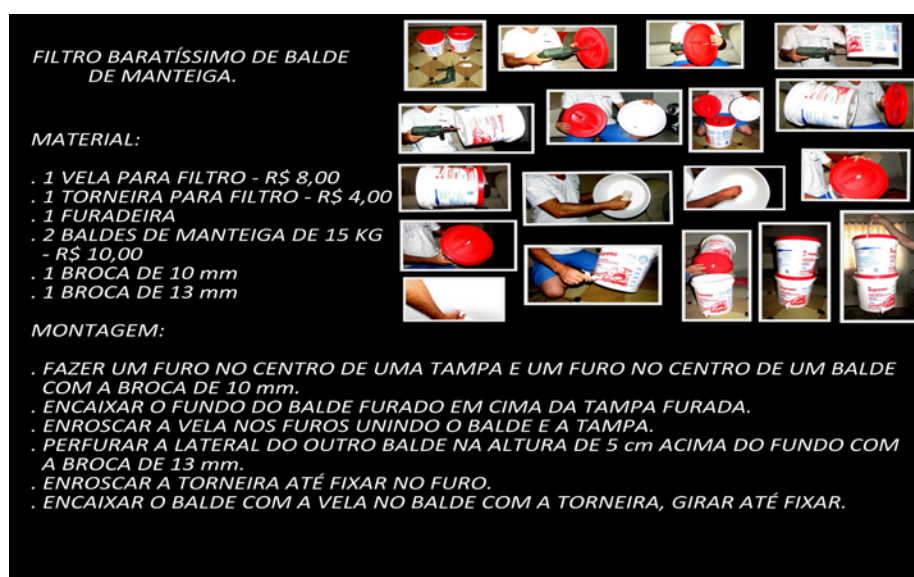 FILTRO BARATÍSSIMO DE BALDE
DE MANTEIGA.
MATERIAL:
. 1 VELA PARA FILTRO - R$ 8,00
. 1 TORNEIRA PARA FILTRO - R$ 4,00
. 1 FURADEIRA
. 2 BALDES DE MANTEIGA DE 15 KG
- R$ 10,00
. 1 BROCA DE 10 mm
. 1 BROCA DE 13 mm
MONTAGEM:
. FAZER UM FURO NO CENTRO DE UMA TAMPA E UM FURO NO CENTRO DE UM BALDE
COM A BROCA DE 10 mm.
. ENCAIXAR O FUNDO DO BALDE FURADO EM CIMA DA TAMPA FURADA.
. ENROSCAR A VELA NOS FUROS UNINDO O BALDE E A TAMPA.
. PERFURAR A LATERAL DO OUTRO BALDE NA ALTURA DE 5 cm ACIMA DO FUNDO COM
A BROCA DE 13 mm.
. ENROSCAR A TORNEIRA ATÉ FIXAR NO FURO.
. ENCAIXAR O BALDE COM A VELA NO BALDE COM A TORNEIRA, GIRAR ATÉ FIXAR.